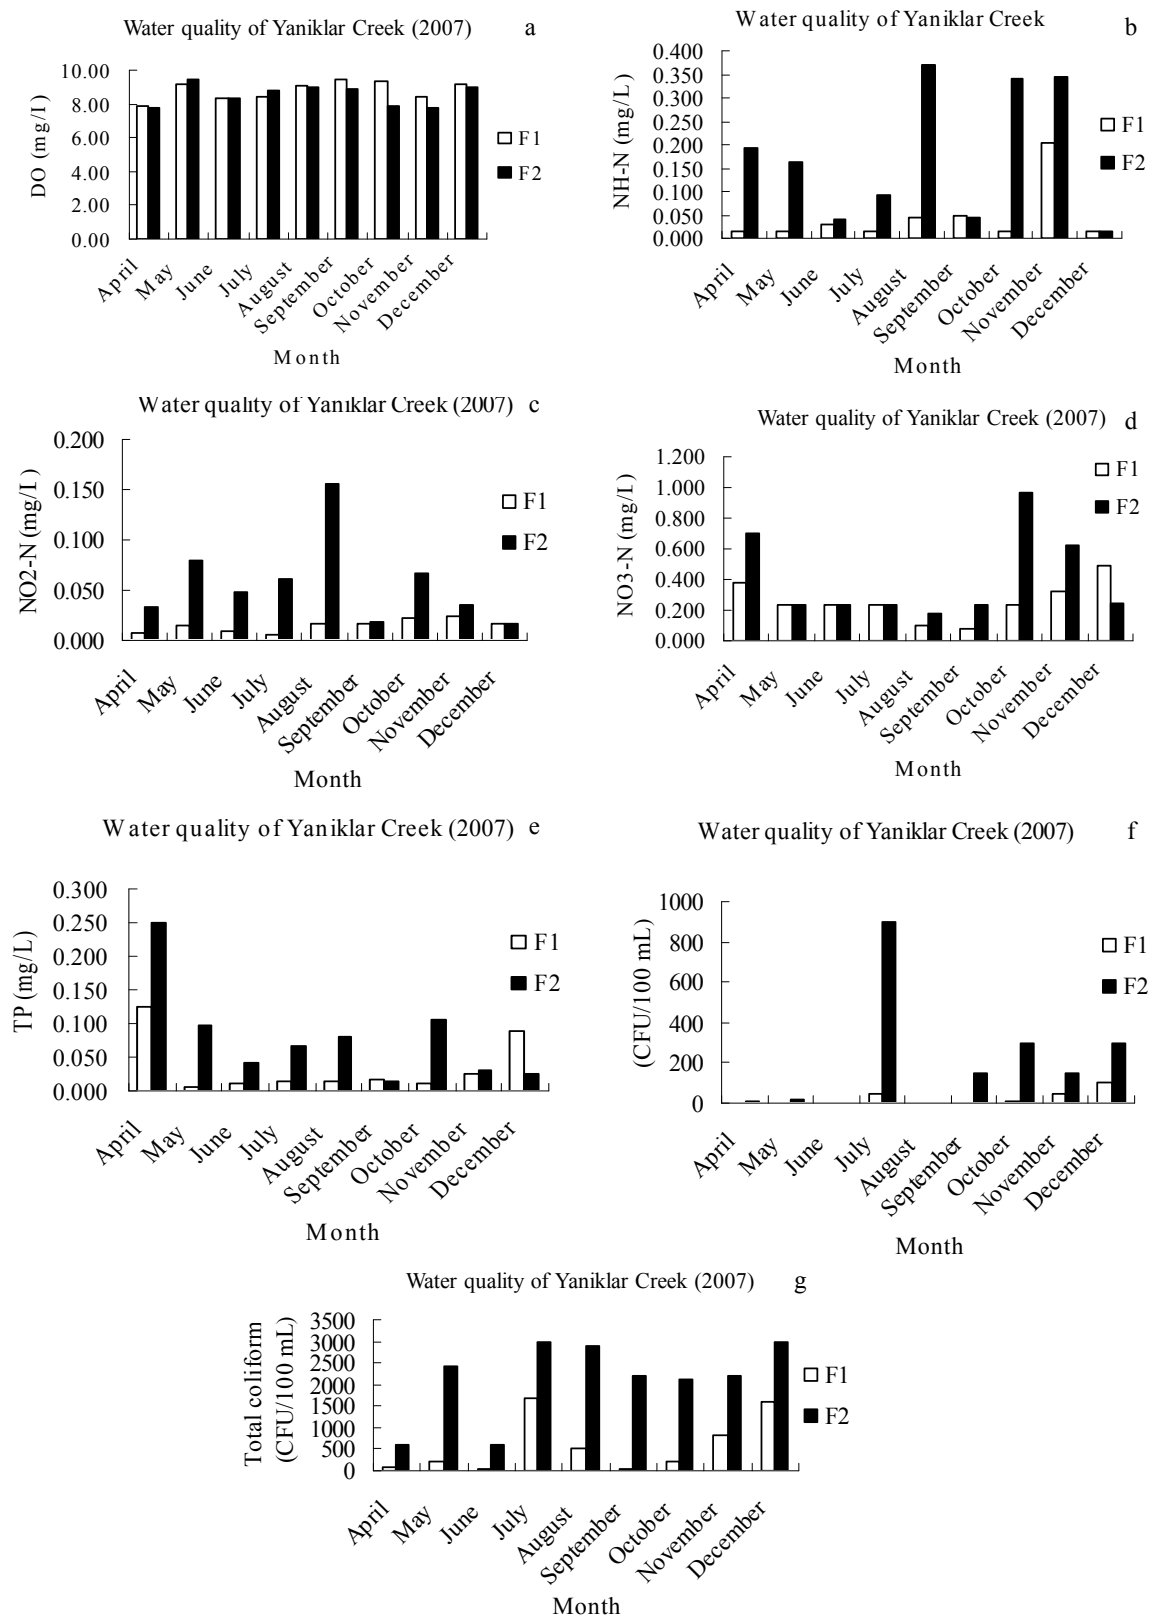 Water quality of Yaniklar Creek (2007) a
10.00
8.00
6.00
4.00
2.00
0.00
DO (mg/I)
April
May
June
July
August
September
October
November
December
Month
F1
F2
Water quality of Yaniklar Creek b
0.400
0.350
0.300
0.250
0.200
0.150
0.100
0.050
0.000
NH-N (mg/L)
April
May
June
July
August
September
October
November
December
Month
F1
F2
Water quality of Yaniklar Creek (2007) c
0.200
0.150
0.100
0.050
0.000
NO2-N (mg/I)
April
May
June
July
August
September
October
November
December
Month
F1
F2
Water quality of Yaniklar Creek (2007) d
1.200
1.000
0.800
0.600
0.400
0.200
0.000
NO3-N (mg/I)
April
May
June
July
August
September
October
November
December
Month
F1
F2
Water quality of Yaniklar Creek (2007) e
0.300
0.250
0.200
0.150
0.100
0.050
0.000
TP (mg/L)
April
May
June
July
August
September
October
November
December
Month
F1
F2
Water quality of Yaniklar Creek (2007) f
1000
800
600
400
200
0
(CFU/100 mL)
April
May
June
July
August
September
October
November
December
Month
F1
F2
Water quality of Yaniklar Creek (2007) g
3500
3000
2500
2000
1500
1000
500
0
Total coliform
(CFU/100 mL)
April
May
June
July
August
September
October
November
December
Month
F1
F2